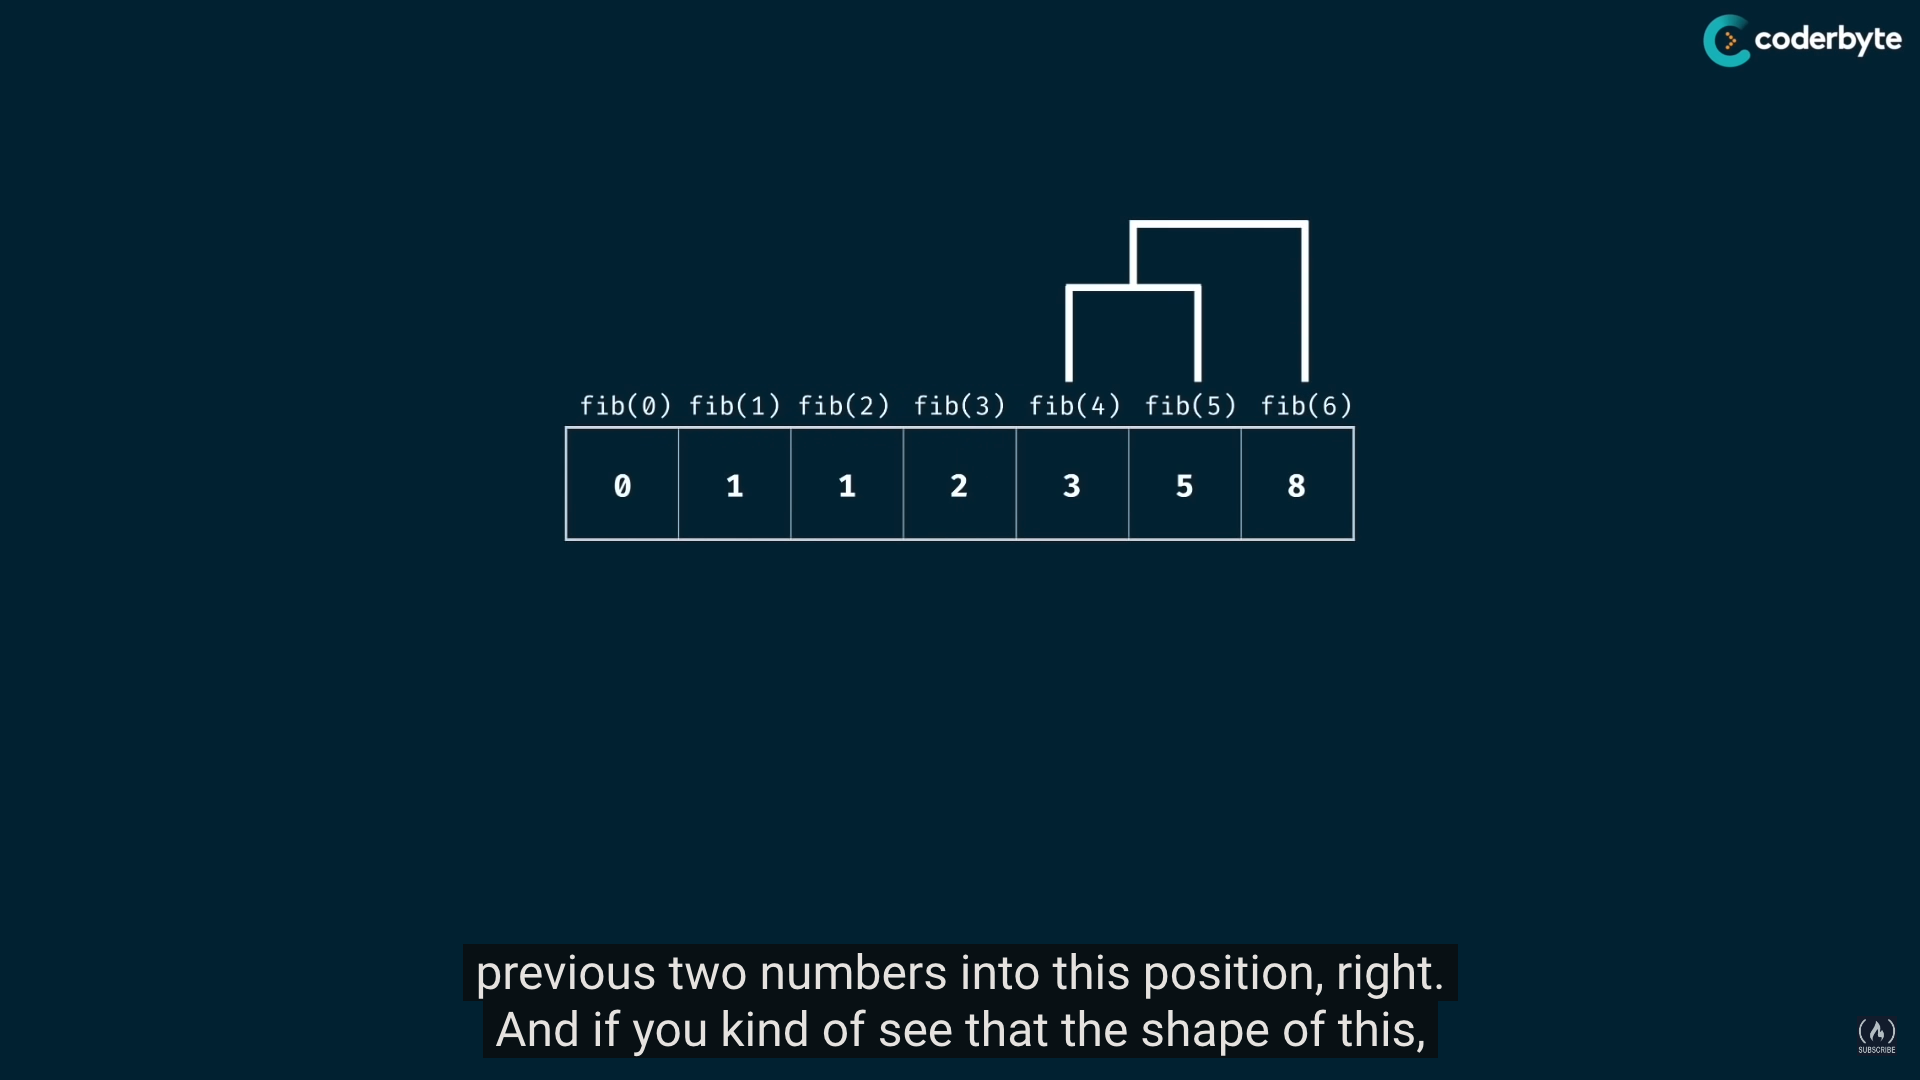 coderbyte
fib(0) fib(1) fib(2) fib(3) fib(4) fib(5) fib(6)
0 1 1 2 3 5 8
previous two numbers into this position, right.
And if you kind of see that the shape of this,
SUBSCRIBE